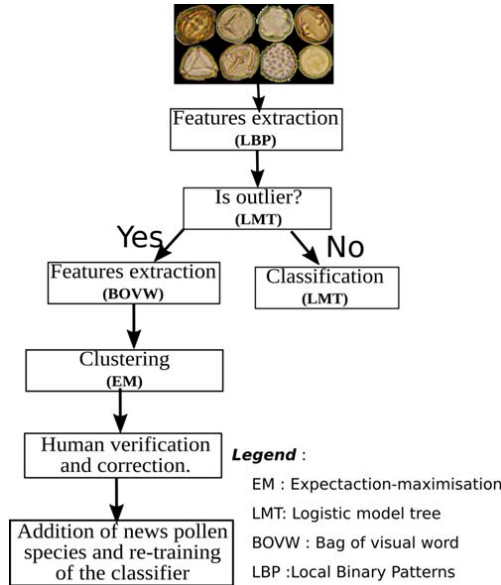 Features extraction
(LBP)
Is outlier?
(LMT)
Yes
No
Features extraction
(BOVW)
Classification
(LMT)
Clustering
(EM)
Human verification
and correction.
Addition of news pollen
species and re-training
of the classifier
Legend :
EM : Expectaction-maximisation
LMT: Logistic model tree
BOVW : Bag of visual word
LBP :Local Binary Patterns